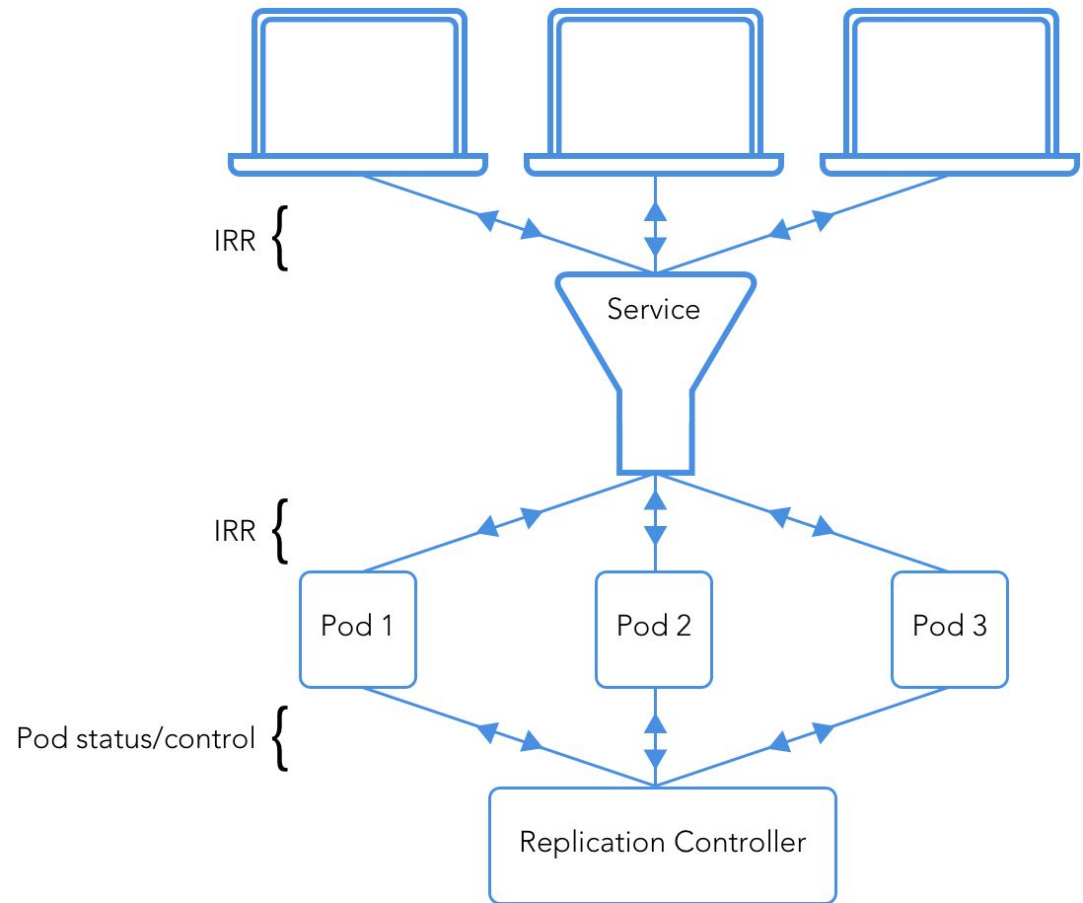 IRR
Service
IRR
Pod 1
Pod 2
Pod 3
Pod status/control
Replication Controller